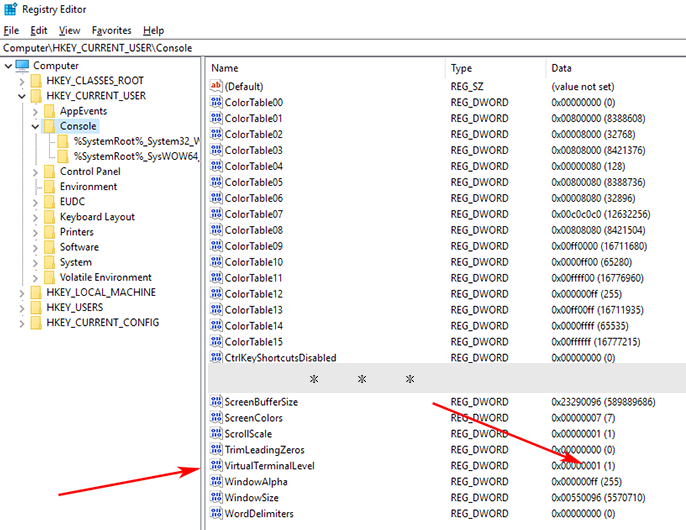 Registry Editor
File Edit View Favorites Help
Computer\HKEY_CURRENT_USER\Console
Computer
HKEY_CLASSES_ROOT
HKEY_CURRENT_USER
AppEvents
Console
%SystemRoot%_System32_W
%SystemRoot%_SysWOW64_
Control Panel
Environment
EUDC
Keyboard Layout
Printers
Software
System
Volatile Environment
HKEY_LOCAL_MACHINE
HKEY_USERS
HKEY_CURRENT_CONFIG
Name Type Data
(Default) REG_SZ (value not set)
ColorTable00 REG_DWORD 0x00000000 (0)
ColorTable01 REG_DWORD 0x00800000 (8388608)
ColorTable02 REG_DWORD 0x00008000 (32768)
ColorTable03 REG_DWORD 0x00808000 (8421376)
ColorTable04 REG_DWORD 0x00000080 (128)
ColorTable05 REG_DWORD 0x00800080 (8388736)
ColorTable06 REG_DWORD 0x00008080 (32896)
ColorTable07 REG_DWORD 0x00c0c0c0 (12632256)
ColorTable08 REG_DWORD 0x00808080 (8421504)
ColorTable09 REG_DWORD 0x00ff0000 (16711680)
ColorTable10 REG_DWORD 0x0000ff00 (65280)
ColorTable11 REG_DWORD 0x00ffff00 (16776960)
ColorTable12 REG_DWORD 0x000000ff (255)
ColorTable13 REG_DWORD 0x00ff00ff (16711935)
ColorTable14 REG_DWORD 0x0000ffff (65535)
ColorTable15 REG_DWORD 0x00ffffff (16777215)
CtrlKeyShortcutsDisabled REG_DWORD 0x00000000 (0)
* * *
ScreenBufferSize REG_DWORD 0x23290096 (589889686)
ScreenColors REG_DWORD 0x00000007 (7)
ScrollScale REG_DWORD 0x00000001 (1)
TrimLeadingZeros REG_DWORD 0x00000000 (0)
VirtualTerminalLevel REG_DWORD 0x00000001 (1)
WindowAlpha REG_DWORD 0x000000ff (255)
WindowSize REG_DWORD 0x00550096 (5570710)
WordDelimiters REG_DWORD 0x00000000 (0)